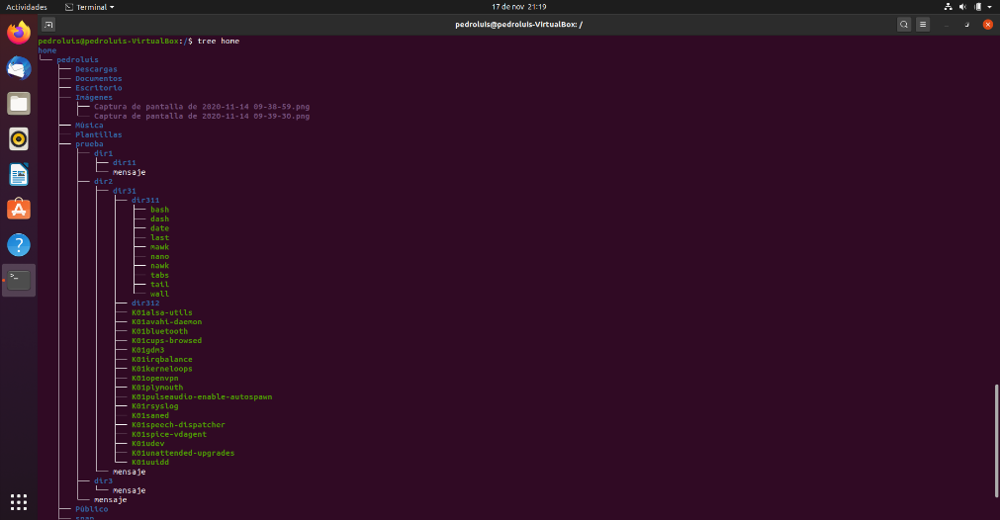 Actividades Terminal 17 de nov 21:19
pedroluis@pedroluis-VirtualBox: /
pedroluis@pedroluis-VirtualBox:/$ tree home
home
└── pedroluis
    ├── Descargas
    ├── Documentos
    ├── Escritorio
    ├── Imágenes
    │   ├── Captura de pantalla de 2020-11-14 09-38-59.png
    │   └── Captura de pantalla de 2020-11-14 09-39-30.png
    ├── Música
    ├── Plantillas
    ├── prueba
    │   ├── dir1
    │   │   ├── dir11
    │   │   └── mensaje
    │   ├── dir2
    │   │   ├── dir31
    │   │   │   ├── dir311
    │   │   │   │   ├── bash
    │   │   │   │   ├── dash
    │   │   │   │   ├── date
    │   │   │   │   ├── last
    │   │   │   │   ├── mawk
    │   │   │   │   ├── nano
    │   │   │   │   ├── nawk
    │   │   │   │   ├── tabs
    │   │   │   │   ├── tail
    │   │   │   │   └── wall
    │   │   │   ├── dir312
    │   │   │   ├── K01alsa-utils
    │   │   │   ├── K01avahi-daemon
    │   │   │   ├── K01bluetooth
    │   │   │   ├── K01cups-browsed
    │   │   │   ├── K01gdm3
    │   │   │   ├── K01irqbalance
    │   │   │   ├── K01kerneloops
    │   │   │   ├── K01openvpn
    │   │   │   ├── K01plymouth
    │   │   │   ├── K01pulseaudio-enable-autospawn
    │   │   │   ├── K01rsyslog
    │   │   │   ├── K01saned
    │   │   │   ├── K01speech-dispatcher
    │   │   │   ├── K01spice-vdagent
    │   │   │   ├── K01udev
    │   │   │   ├── K01unattended-upgrades
    │   │   │   └── K01uuidd
    │   │   └── mensaje
    │   ├── dir3
    │   │   └── mensaje
    │   └── mensaje
    ├── Público
    ├── snap